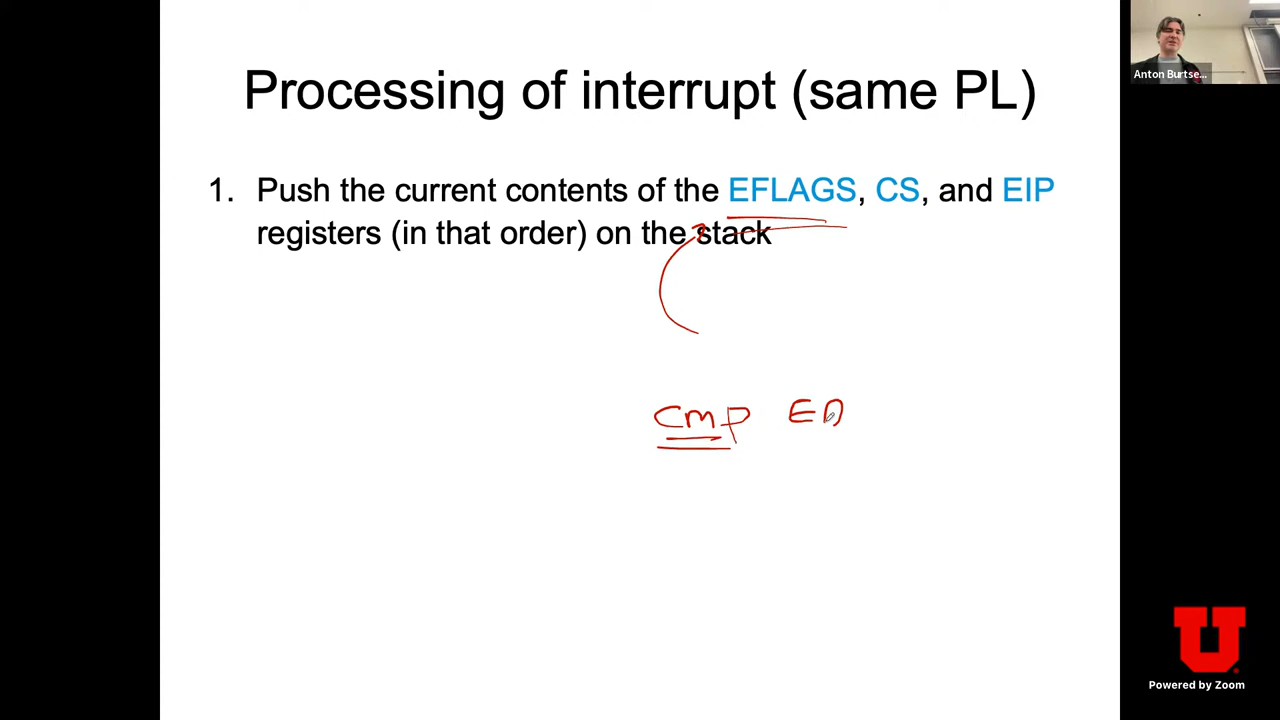 Anton Burtse...
Processing of interrupt (same PL)
1. Push the current contents of the EFLAGS, CS, and EIP
registers (in that order) on the stack
cmp EA
U
Powered by Zoom